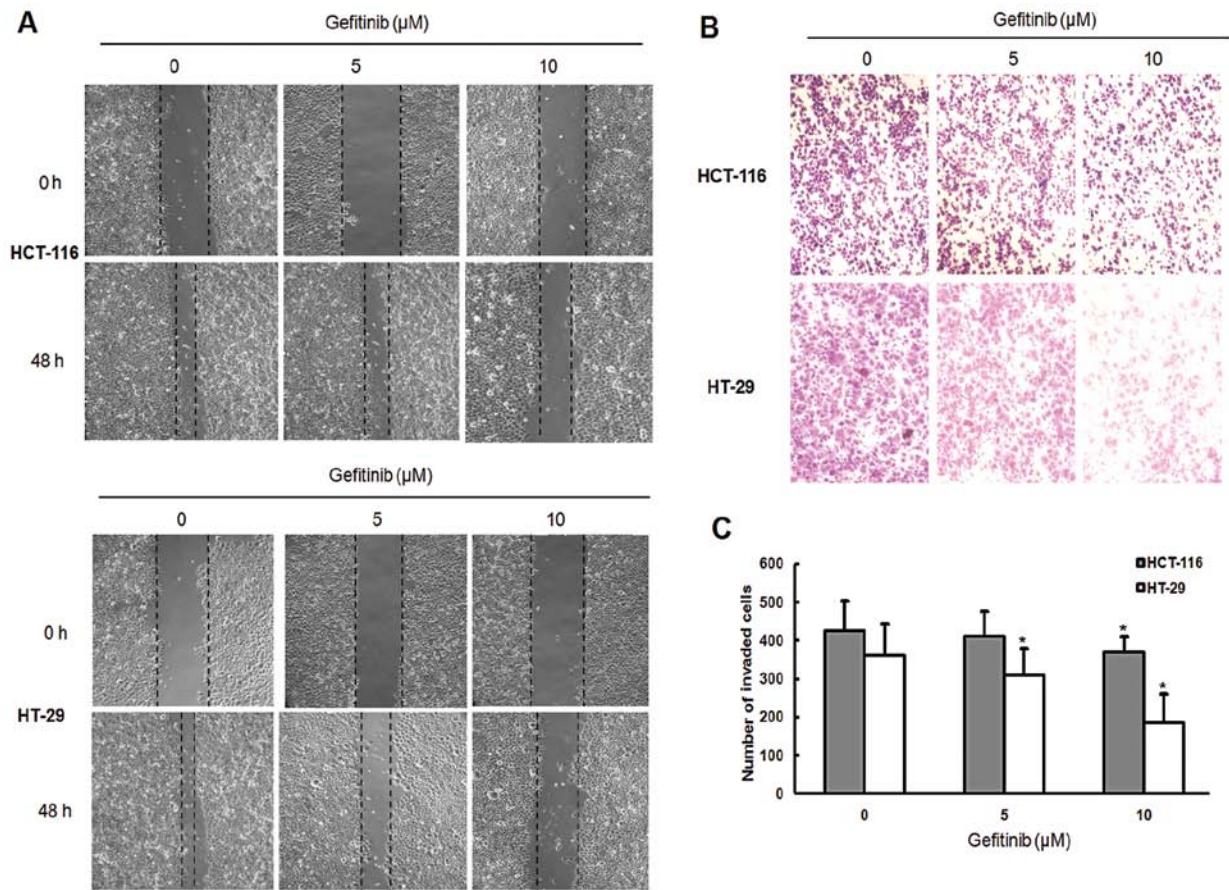 A
Gefitinib (µM)
0 5 10
0 h
HCT-116
48 h
Gefitinib (µM)
0 5 10
0 h
HT-29
48 h
B
Gefitinib (µM)
0 5 10
HCT-116
HT-29
C
HCT-116
HT-29
600
500
400
300
200
100
0
Number of invaded cells
*
*
*
0 5 10
Gefitinib (µM)